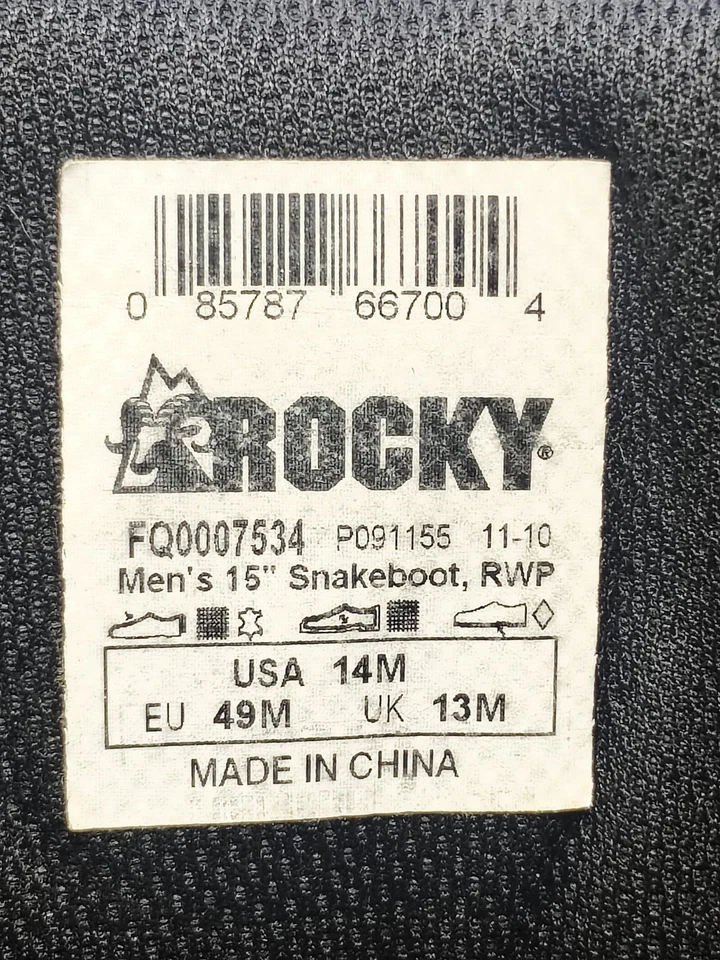 0 85787 66700 4
ROCKY®
FQ0007534 P091155 11-10
Men's 15" Snakeboot, RWP
USA 14M
EU 49M UK 13M
MADE IN CHINA